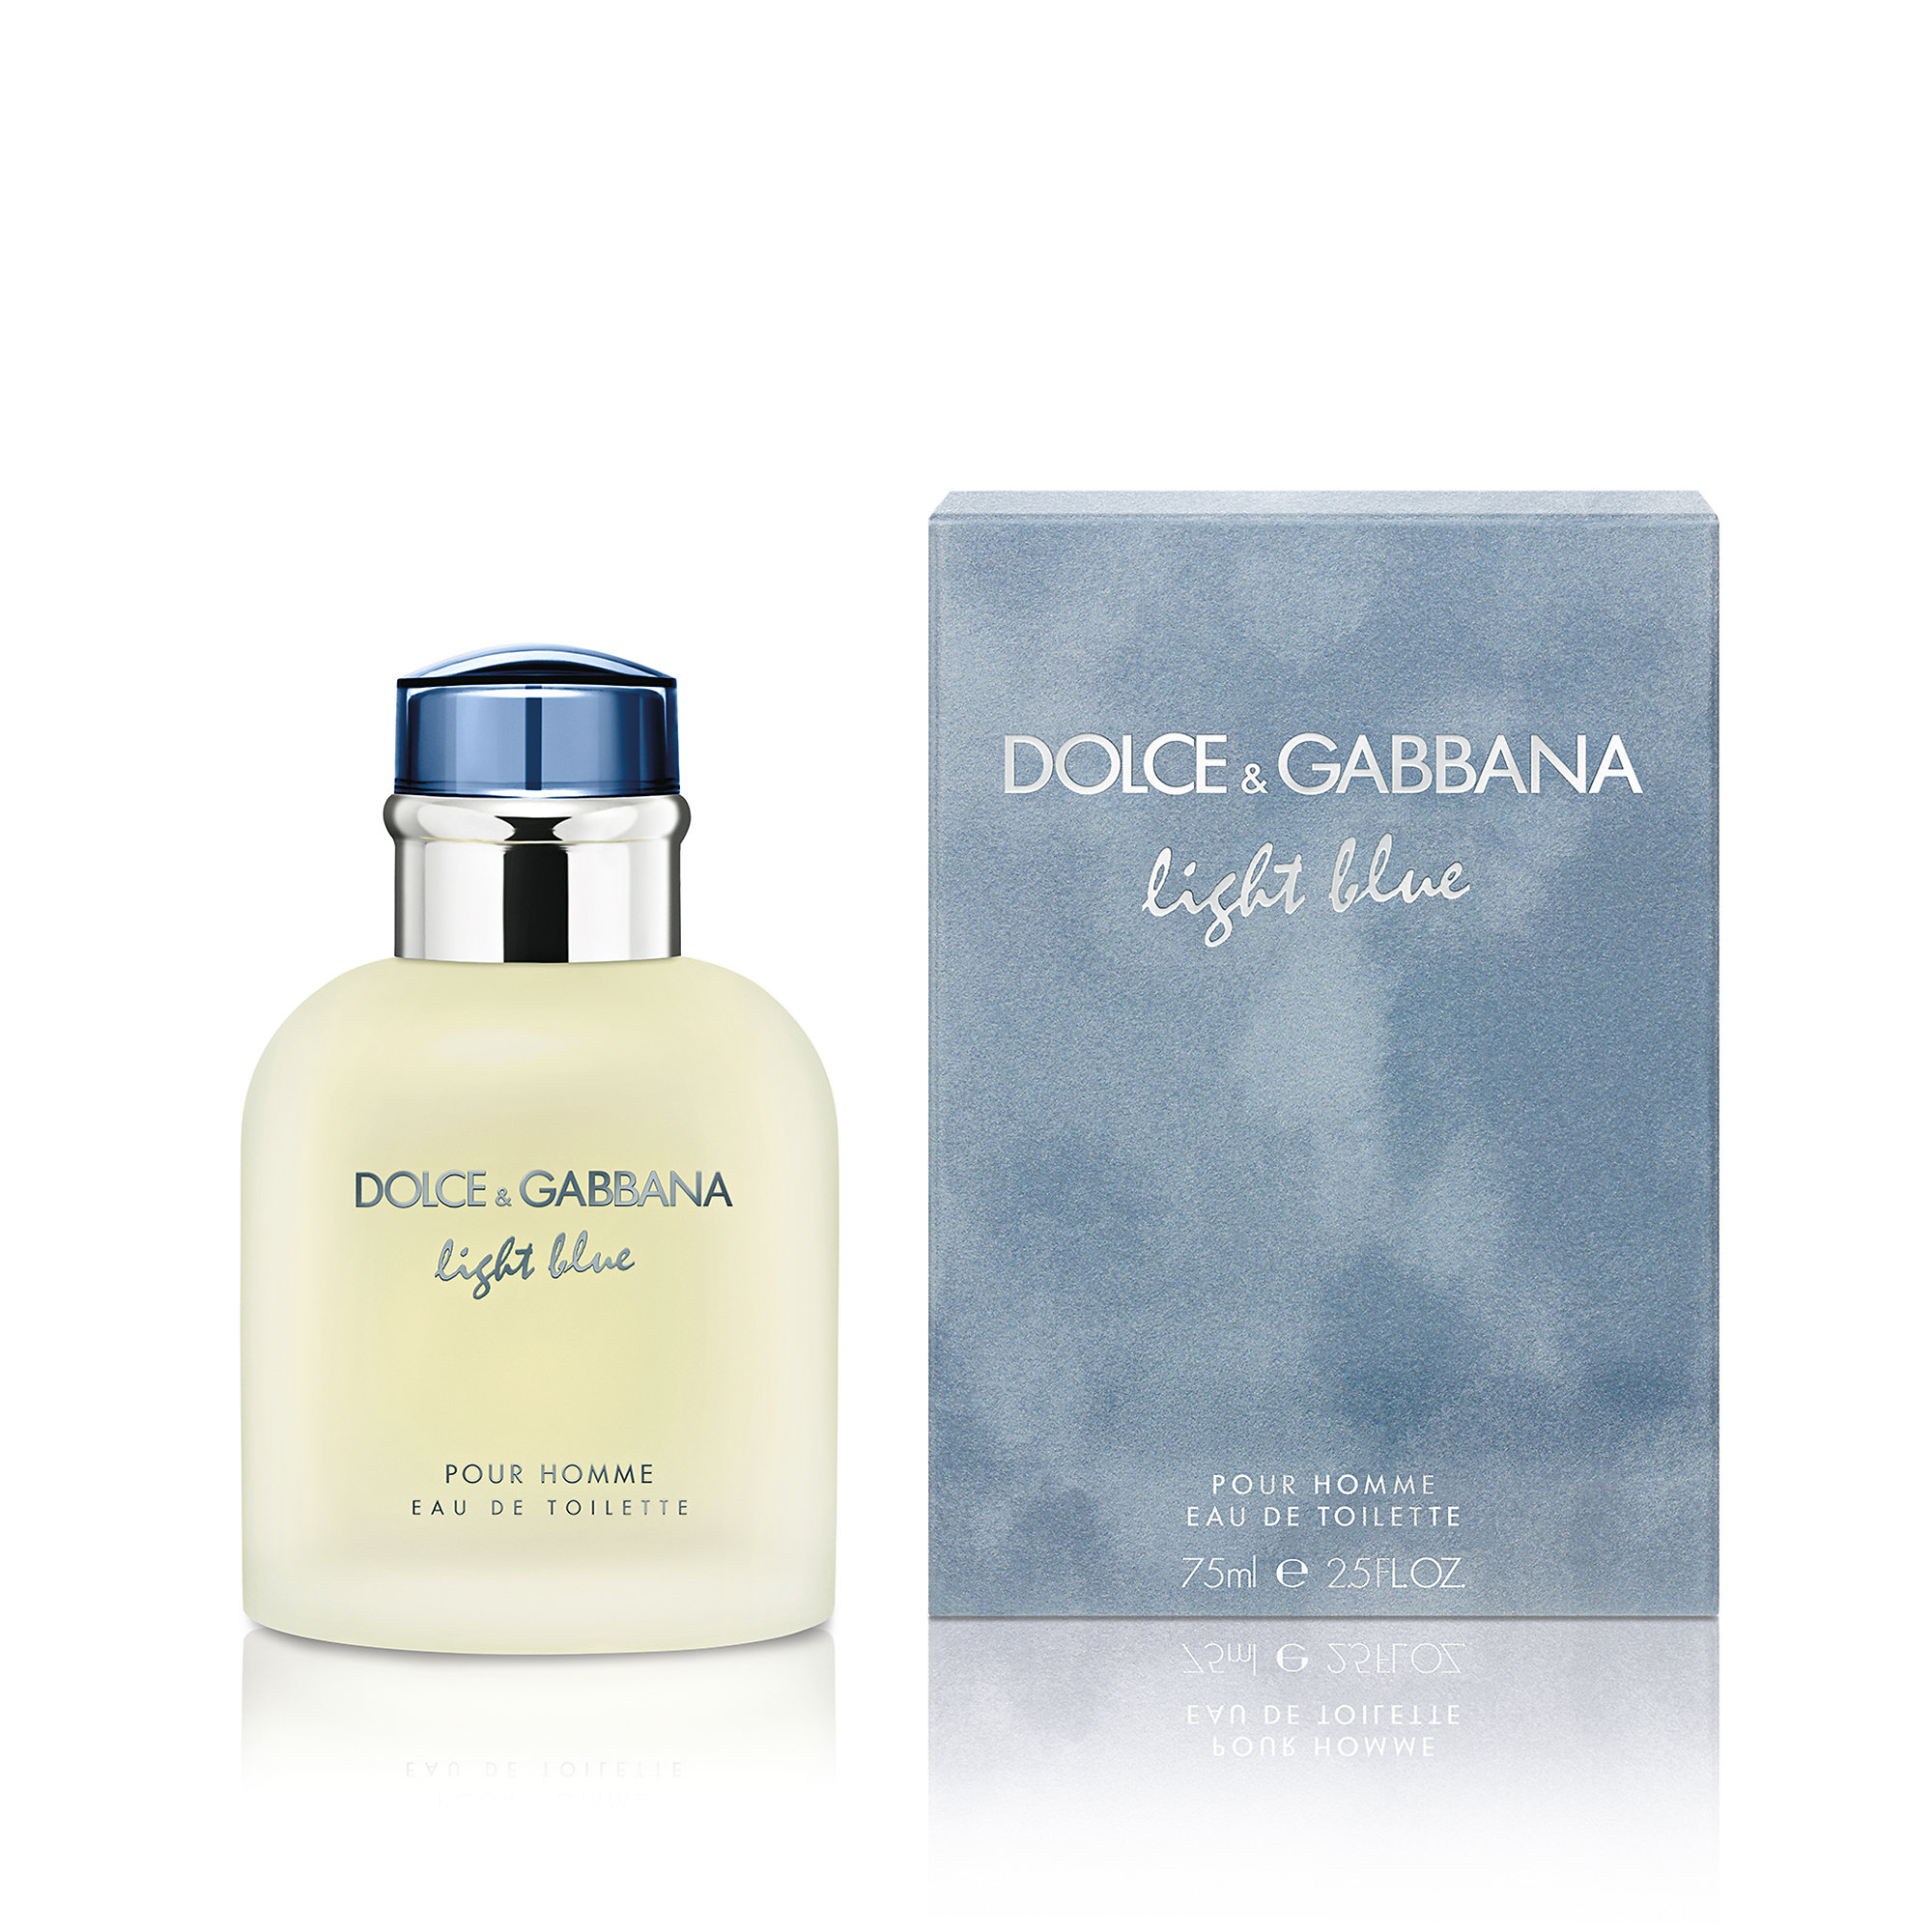 DOLCE & GABBANA
light blue
POUR HOMME
EAU DE TOILETTE
DOLCE & GABBANA
light blue
POUR HOMME
EAU DE TOILETTE
75ml ℮ 2.5FL.OZ.